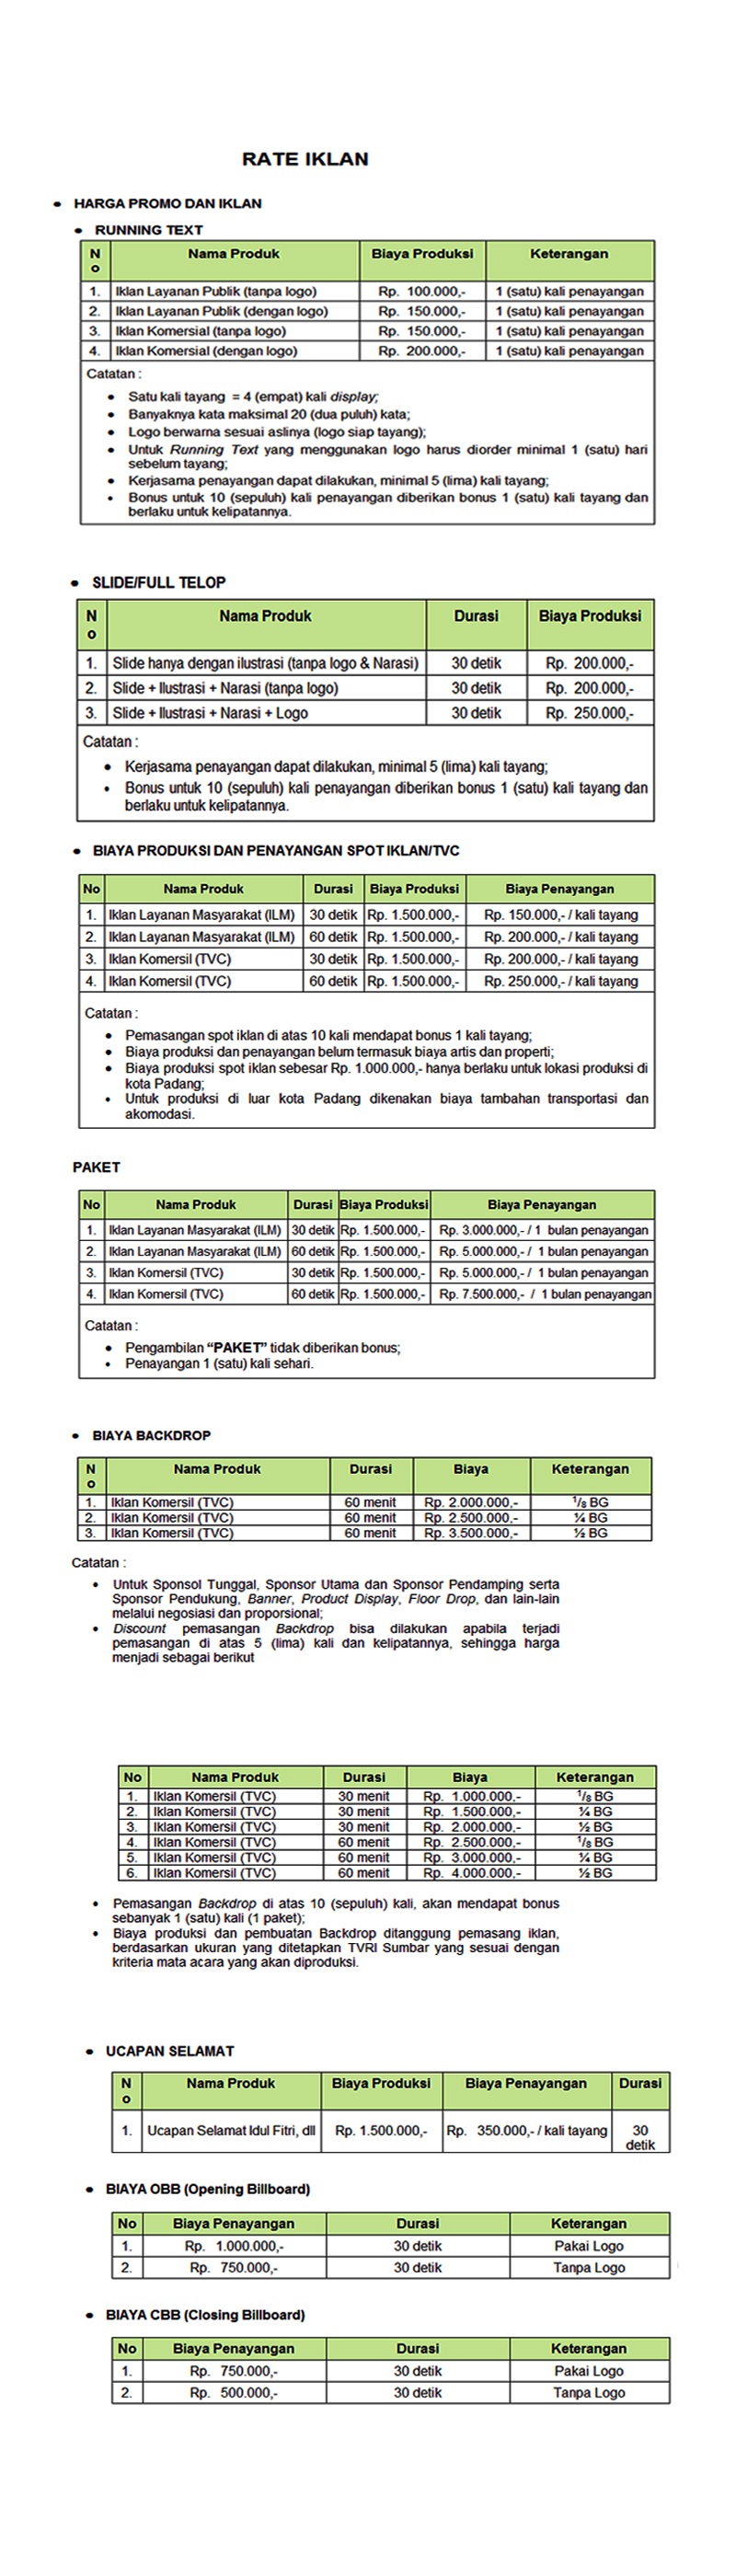 RATE IKLAN
• HARGA PROMO DAN IKLAN
• RUNNING TEXT
No Nama Produk Biaya Produksi Keterangan
1. Iklan Layanan Publik (tanpa logo) Rp. 100.000,- 1 (satu) kali penayangan
2. Iklan Layanan Publik (dengan logo) Rp. 150.000,- 1 (satu) kali penayangan
3. Iklan Komersial (tanpa logo) Rp. 150.000,- 1 (satu) kali penayangan
4. Iklan Komersial (dengan logo) Rp. 200.000,- 1 (satu) kali penayangan
Catatan :
• Satu kali tayang = 4 (empat) kali display;
• Banyaknya kata maksimal 20 (dua puluh) kata;
• Logo berwarna sesuai aslinya (logo siap tayang);
• Untuk Running Text yang menggunakan logo harus diorder minimal 1 (satu) hari
sebelum tayang;
• Kerjasama penayangan dapat dilakukan, minimal 5 (lima) kali tayang;
• Bonus untuk 10 (sepuluh) kali penayangan diberikan bonus 1 (satu) kali tayang dan
berlaku untuk kelipatannya.
• SLIDE/FULL TELOP
No Nama Produk Durasi Biaya Produksi
1. Slide hanya dengan ilustrasi (tanpa logo & Narasi) 30 detik Rp. 200.000,-
2. Slide + Ilustrasi + Narasi (tanpa logo) 30 detik Rp. 200.000,-
3. Slide + Ilustrasi + Narasi + Logo 30 detik Rp. 250.000,-
Catatan :
• Kerjasama penayangan dapat dilakukan, minimal 5 (lima) kali tayang;
• Bonus untuk 10 (sepuluh) kali penayangan diberikan bonus 1 (satu) kali tayang dan
berlaku untuk kelipatannya.
• BIAYA PRODUKSI DAN PENAYANGAN SPOT IKLAN/TVC
No Nama Produk Durasi Biaya Produksi Biaya Penayangan
1. Iklan Layanan Masyarakat (ILM) 30 detik Rp. 1.500.000,- Rp. 150.000,- / kali tayang
2. Iklan Layanan Masyarakat (ILM) 60 detik Rp. 1.500.000,- Rp. 200.000,- / kali tayang
3. Iklan Komersil (TVC) 30 detik Rp. 1.500.000,- Rp. 200.000,- / kali tayang
4. Iklan Komersil (TVC) 60 detik Rp. 1.500.000,- Rp. 250.000,- / kali tayang
Catatan :
• Pemasangan spot iklan di atas 10 kali mendapat bonus 1 kali tayang;
• Biaya produksi dan penayangan belum termasuk biaya artis dan properti;
• Biaya produksi spot iklan sebesar Rp. 1.000.000,- hanya berlaku untuk lokasi produksi di
kota Padang;
• Untuk produksi di luar kota Padang dikenakan biaya tambahan transportasi dan
akomodasi.
PAKET
No Nama Produk Durasi Biaya Produksi Biaya Penayangan
1. Iklan Layanan Masyarakat (ILM) 30 detik Rp. 1.500.000,- Rp. 3.000.000,- / 1 bulan penayangan
2. Iklan Layanan Masyarakat (ILM) 60 detik Rp. 1.500.000,- Rp. 5.000.000,- / 1 bulan penayangan
3. Iklan Komersil (TVC) 30 detik Rp. 1.500.000,- Rp. 5.000.000,- / 1 bulan penayangan
4. Iklan Komersil (TVC) 60 detik Rp. 1.500.000,- Rp. 7.500.000,- / 1 bulan penayangan
Catatan :
• Pengambilan “PAKET” tidak diberikan bonus;
• Penayangan 1 (satu) kali sehari.
• BIAYA BACKDROP
No Nama Produk Durasi Biaya Keterangan
1. Iklan Komersil (TVC) 60 menit Rp. 2.000.000,- 1/8 BG
2. Iklan Komersil (TVC) 60 menit Rp. 2.500.000,- ¼ BG
3. Iklan Komersil (TVC) 60 menit Rp. 3.500.000,- ½ BG
Catatan :
• Untuk Sponsol Tunggal, Sponsor Utama dan Sponsor Pendamping serta
Sponsor Pendukung, Banner, Product Display, Floor Drop, dan lain-lain
melalui negosiasi dan proporsional;
• Discount pemasangan Backdrop bisa dilakukan apabila terjadi
pemasangan di atas 5 (lima) kali dan kelipatannya, sehingga harga
menjadi sebagai berikut
No Nama Produk Durasi Biaya Keterangan
1. Iklan Komersil (TVC) 30 menit Rp. 1.000.000,- 1/8 BG
2. Iklan Komersil (TVC) 30 menit Rp. 1.500.000,- ¼ BG
3. Iklan Komersil (TVC) 30 menit Rp. 2.000.000,- ½ BG
4. Iklan Komersil (TVC) 60 menit Rp. 2.500.000,- 1/8 BG
5. Iklan Komersil (TVC) 60 menit Rp. 3.000.000,- ¼ BG
6. Iklan Komersil (TVC) 60 menit Rp. 4.000.000,- ½ BG
• Pemasangan Backdrop di atas 10 (sepuluh) kali, akan mendapat bonus
sebanyak 1 (satu) kali (1 paket);
• Biaya produksi dan pembuatan Backdrop ditanggung pemasang iklan,
berdasarkan ukuran yang ditetapkan TVRI Sumbar yang sesuai dengan
kriteria mata acara yang akan diproduksi.
• UCAPAN SELAMAT
No Nama Produk Biaya Produksi Biaya Penayangan Durasi
1. Ucapan Selamat Idul Fitri, dll Rp. 1.500.000,- Rp. 350.000,- / kali tayang 30
detik
• BIAYA OBB (Opening Billboard)
No Biaya Penayangan Durasi Keterangan
1. Rp. 1.000.000,- 30 detik Pakai Logo
2. Rp. 750.000,- 30 detik Tanpa Logo
• BIAYA CBB (Closing Billboard)
No Biaya Penayangan Durasi Keterangan
1. Rp. 750.000,- 30 detik Pakai Logo
2. Rp. 500.000,- 30 detik Tanpa Logo